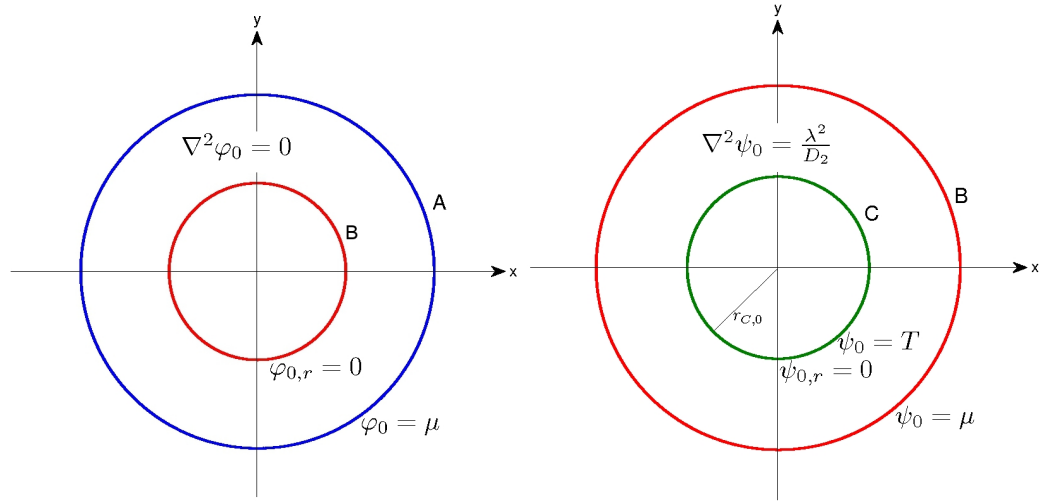 y
∇²φ₀ = 0
A
B
x
φ₀,ᵣ = 0
φ₀ = μ
y
∇²ψ₀ = λ²/D₂
B
C
x
r_{C,0}
ψ₀ = T
ψ₀,ᵣ = 0
ψ₀ = μ